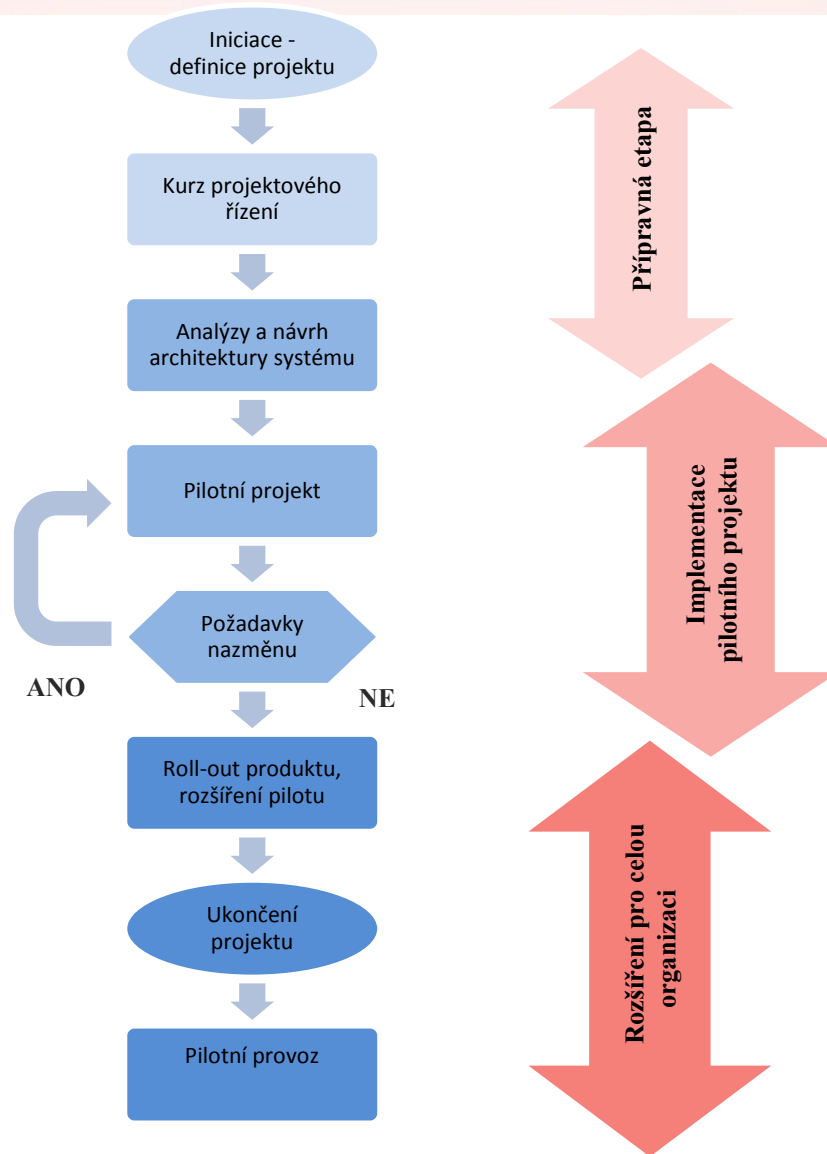 Iniciace -
definice projektu
Kurz projektového
řízení
Analýzy a návrh
architektury systému
Pilotní projekt
Požadavky
nazměnu
ANO
NE
Roll-out produktu,
rozšíření pilotu
Ukončení
projektu
Pilotní provoz
Přípravná etapa
Implementace
pilotního projektu
Rozšíření pro celou
organizaci